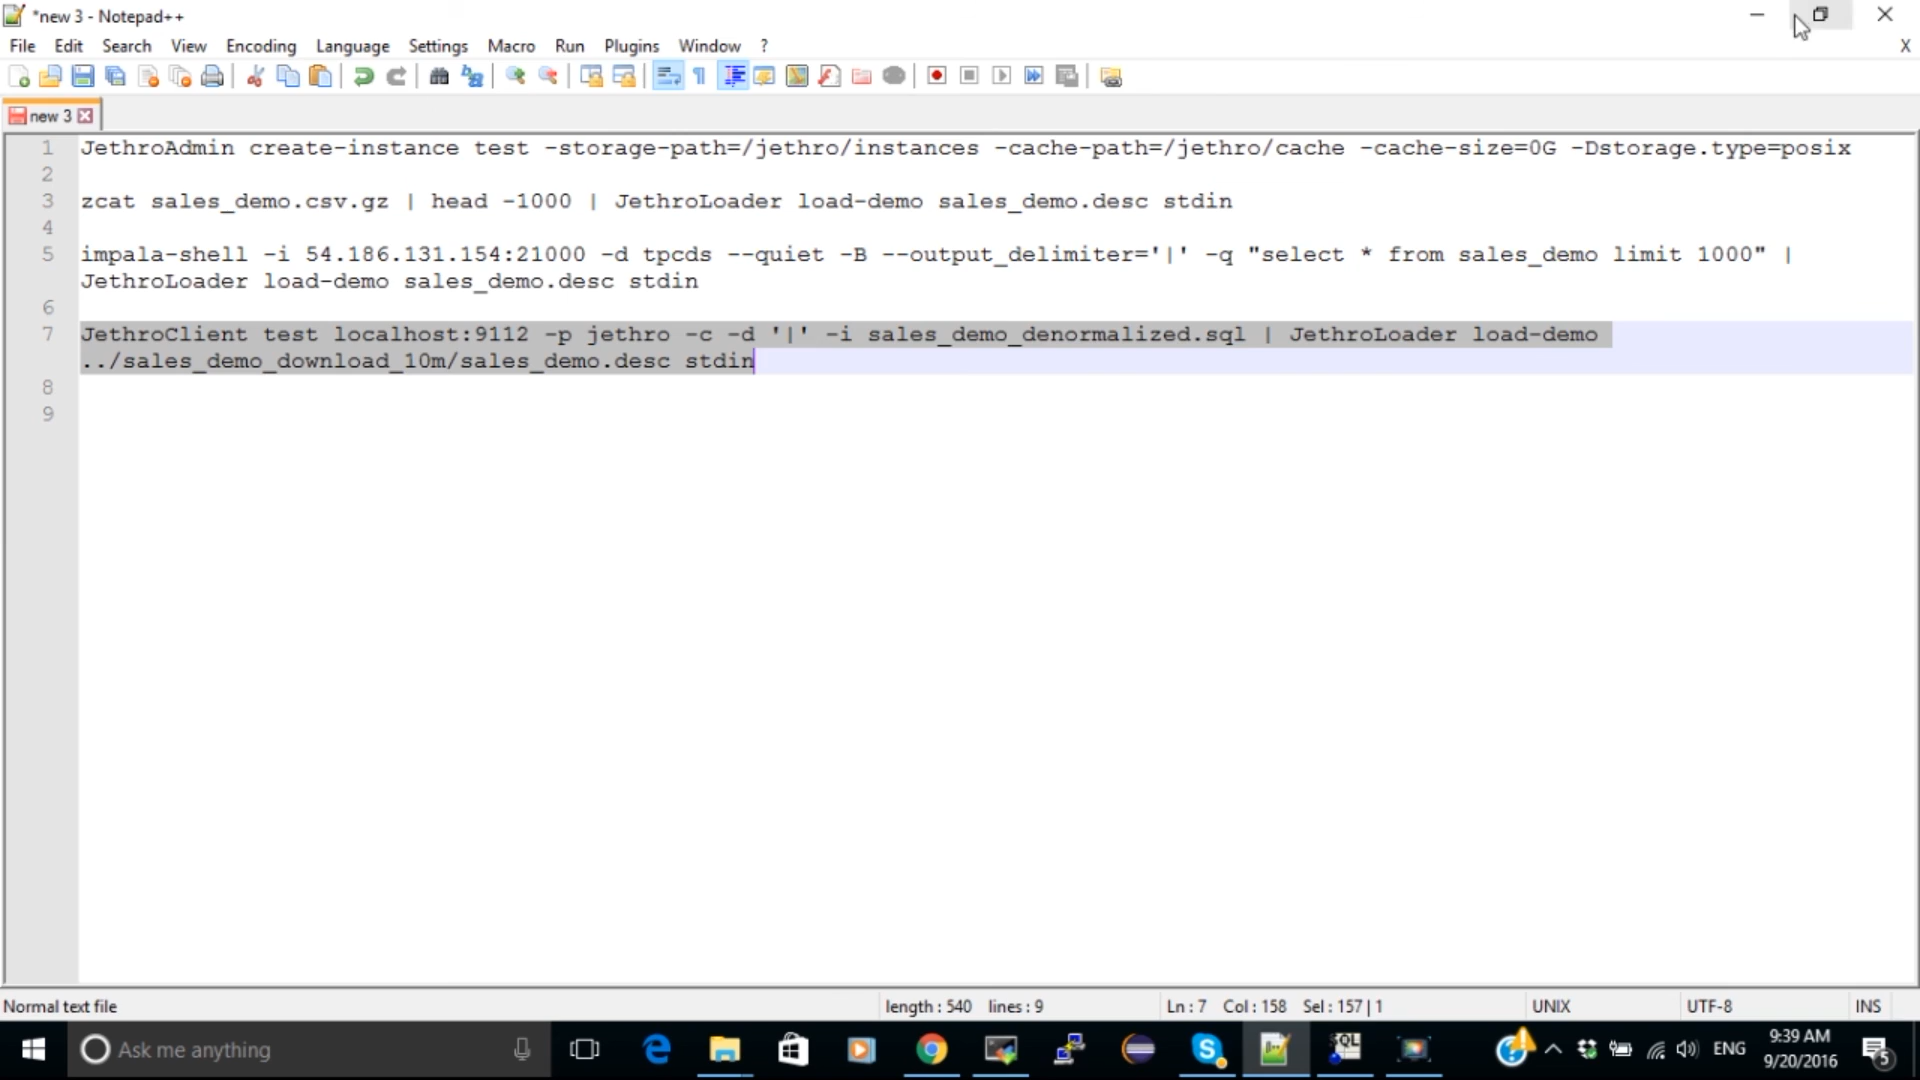 *new 3 - Notepad++
File Edit Search View Encoding Language Settings Macro Run Plugins Window ?
X
new 3
1 JethroAdmin create-instance test -storage-path=/jethro/instances -cache-path=/jethro/cache -cache-size=0G -Dstorage.type=posix
2
3 zcat sales_demo.csv.gz | head -1000 | JethroLoader load-demo sales_demo.desc stdin
4
5 impala-shell -i 54.186.131.154:21000 -d tpcds --quiet -B --output_delimiter='|' -q "select * from sales_demo limit 1000" |
JethroLoader load-demo sales_demo.desc stdin
6
7 JethroClient test localhost:9112 -p jethro -c -d '|' -i sales_demo_denormalized.sql | JethroLoader load-demo
../sales_demo_download_10m/sales_demo.desc stdin
8
9
Normal text file length : 540 lines : 9 Ln : 7 Col : 158 Sel : 157 | 1 UNIX UTF-8 INS
Ask me anything
QL
ENG
9:39 AM
9/20/2016
5